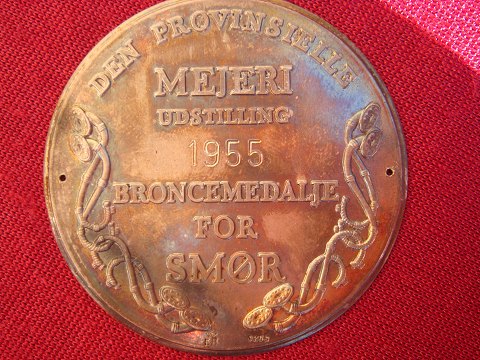 DEN PROVINSIELLE
MEJERI
UDSTILLING
1955
BRONCEMEDALJE
FOR
SMØR